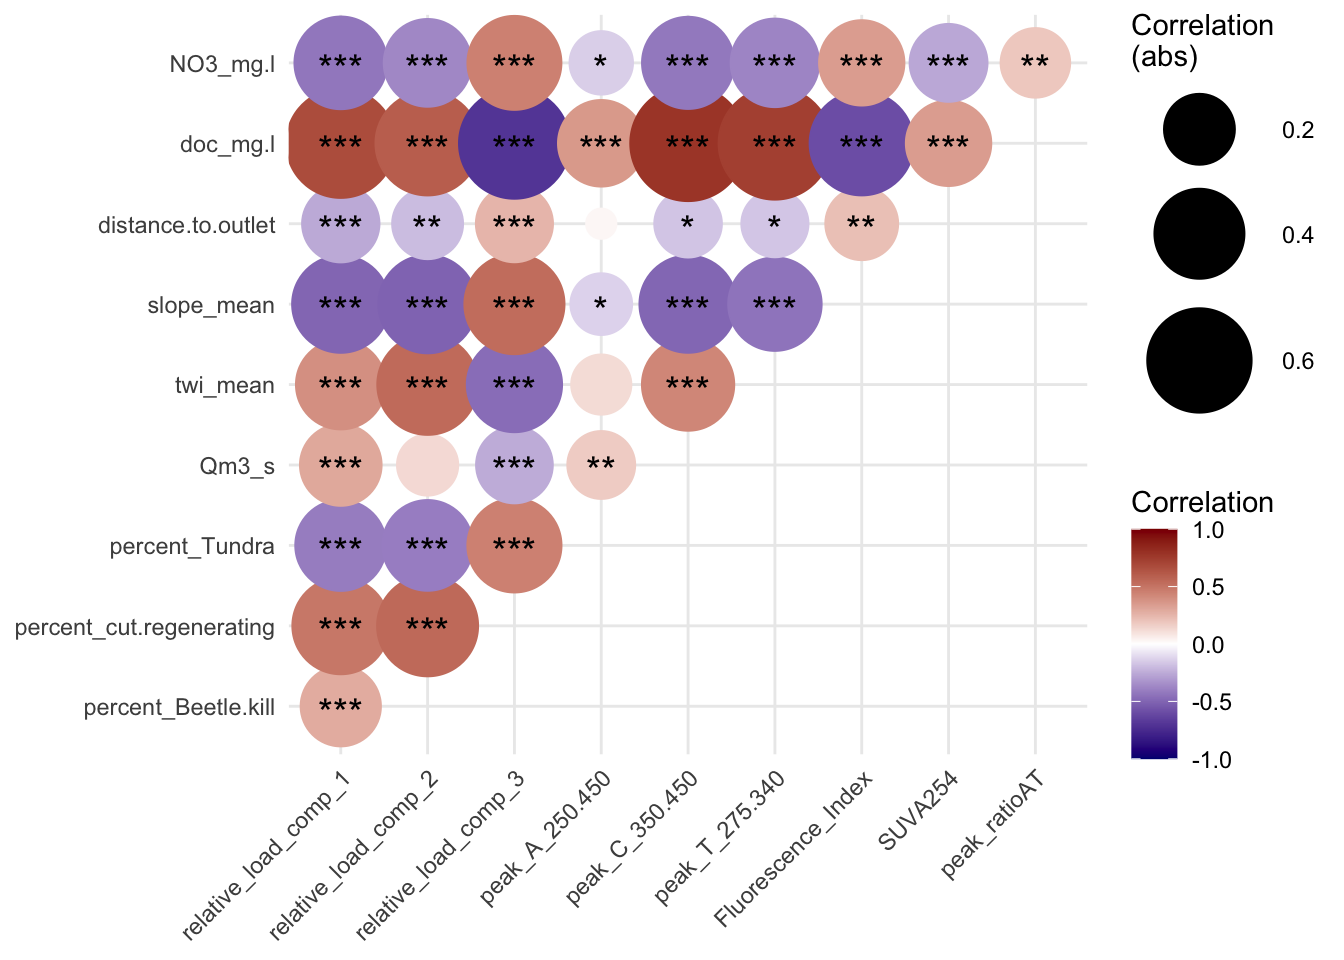 NO3_mg.l *** *** *** * *** *** *** *** **
doc_mg.l *** *** *** *** *** *** *** ***
distance.to.outlet *** ** *** * * **
slope_mean *** *** *** * *** ***
twi_mean *** *** *** ***
Qm3_s *** *** **
percent_Tundra *** *** ***
percent_cut.regenerating *** ***
percent_Beetle.kill ***
relative_load_comp_1
relative_load_comp_2
relative_load_comp_3
peak_A_250.450
peak_C_350.450
peak_T_275.340
Fluorescence_Index
SUVA254
peak_ratioAT
Correlation
(abs)
0.2
0.4
0.6
Correlation
1.0
0.5
0.0
-0.5
-1.0